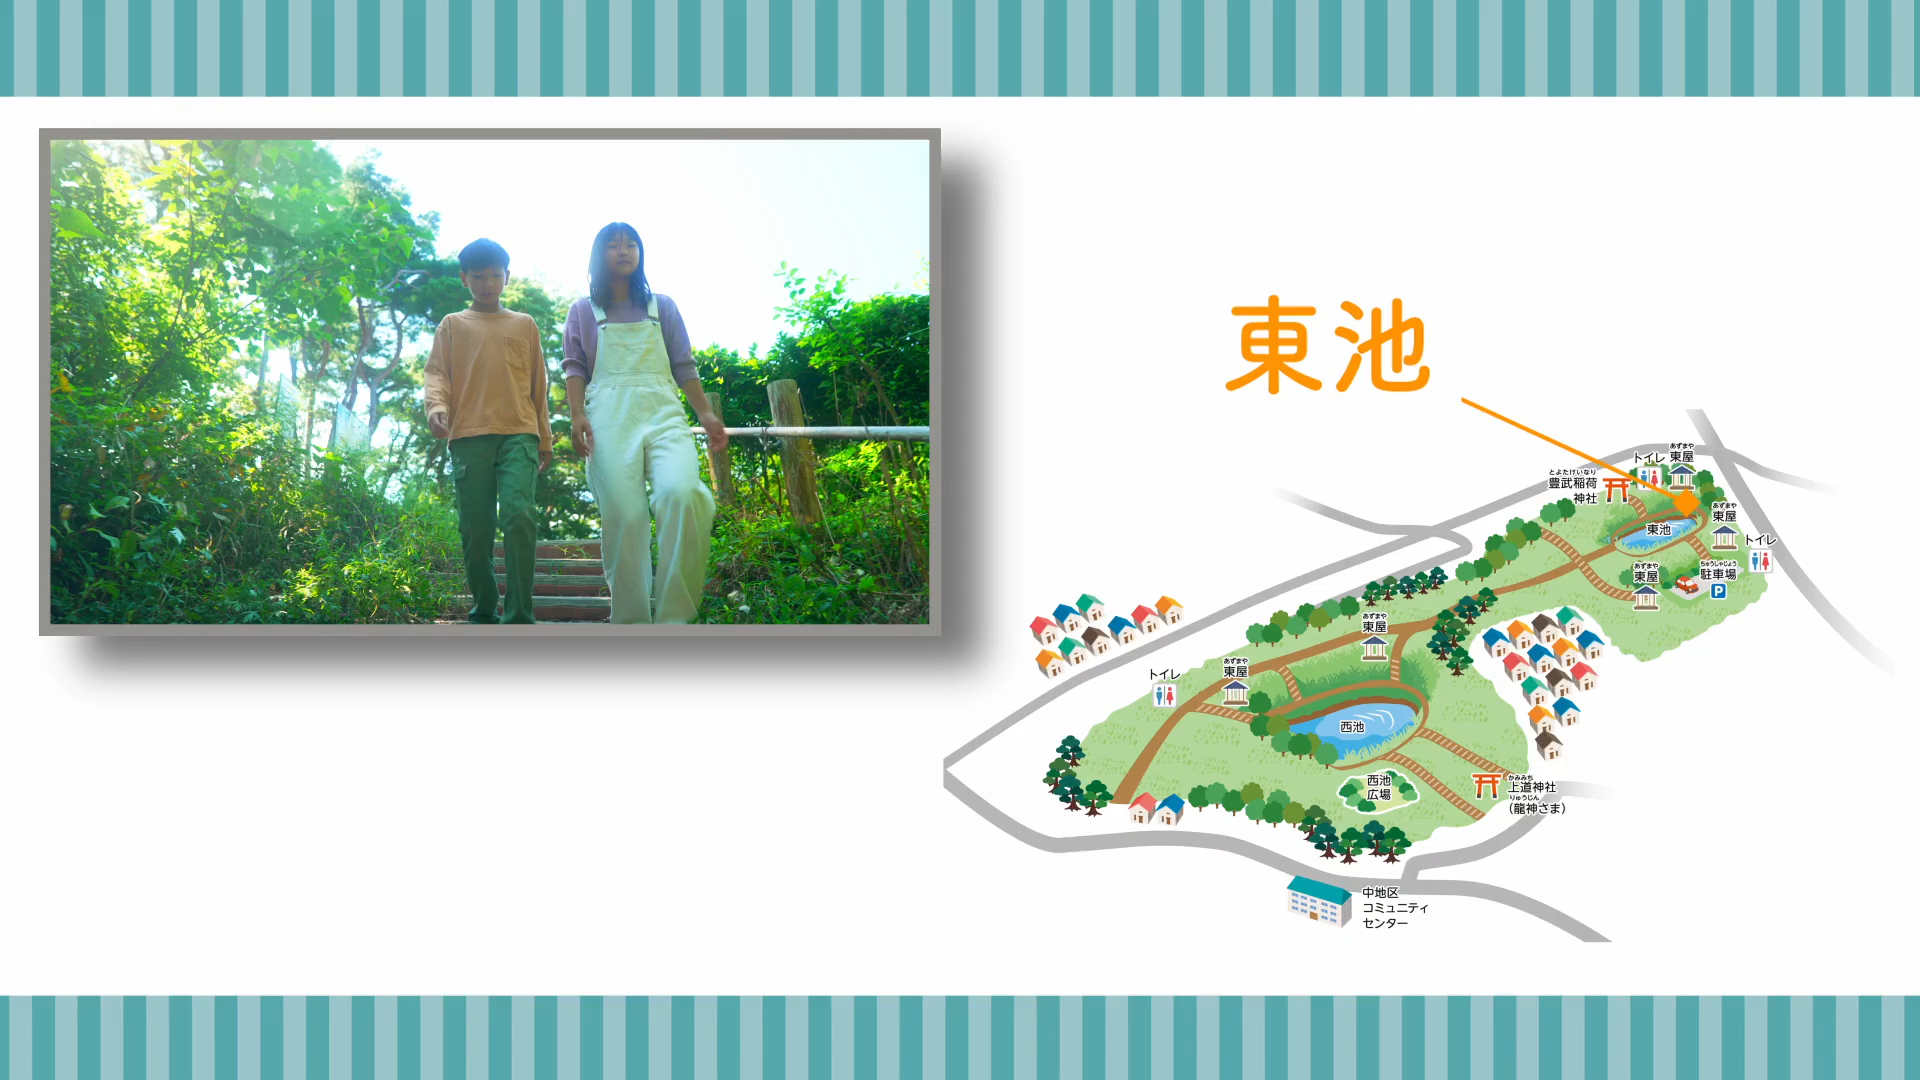 東池
あずまや
トイレ 東屋
とよたけいなり
豊武稲荷
神社
あずまや
東屋
東池
トイレ
ちゅうしゃじょう
駐車場
P
あずまや
東屋
あずまや
東屋
あずまや
東屋
トイレ
西池
西池
広場
かみみち
上道神社
りゅうじん
(龍神さま)
中地区
コミュニティ
センター